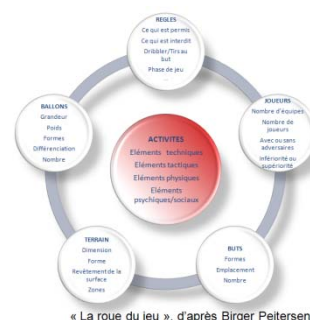 REGLES
Ce qui est permis
Ce qui est interdit
Dribbler/Tirs au
but
Phase de jeu
...
JOUEURS
Nombre d'équipes
Nombre de
joueurs
Avec ou sans
adversaires
Infériorité ou
supériorité
BUTS
Formes
Emplacement
Nombre
TERRAIN
Dimension
Forme
Revêtement de la
surface
Zones
BALLONS
Grandeur
Poids
Formes
Différenciation
Nombre
ACTIVITES
Eléments techniques
Eléments tactiques
Eléments physiques
Eléments
psychiques/sociaux
« La roue du jeu », d'après Birger Peitersen